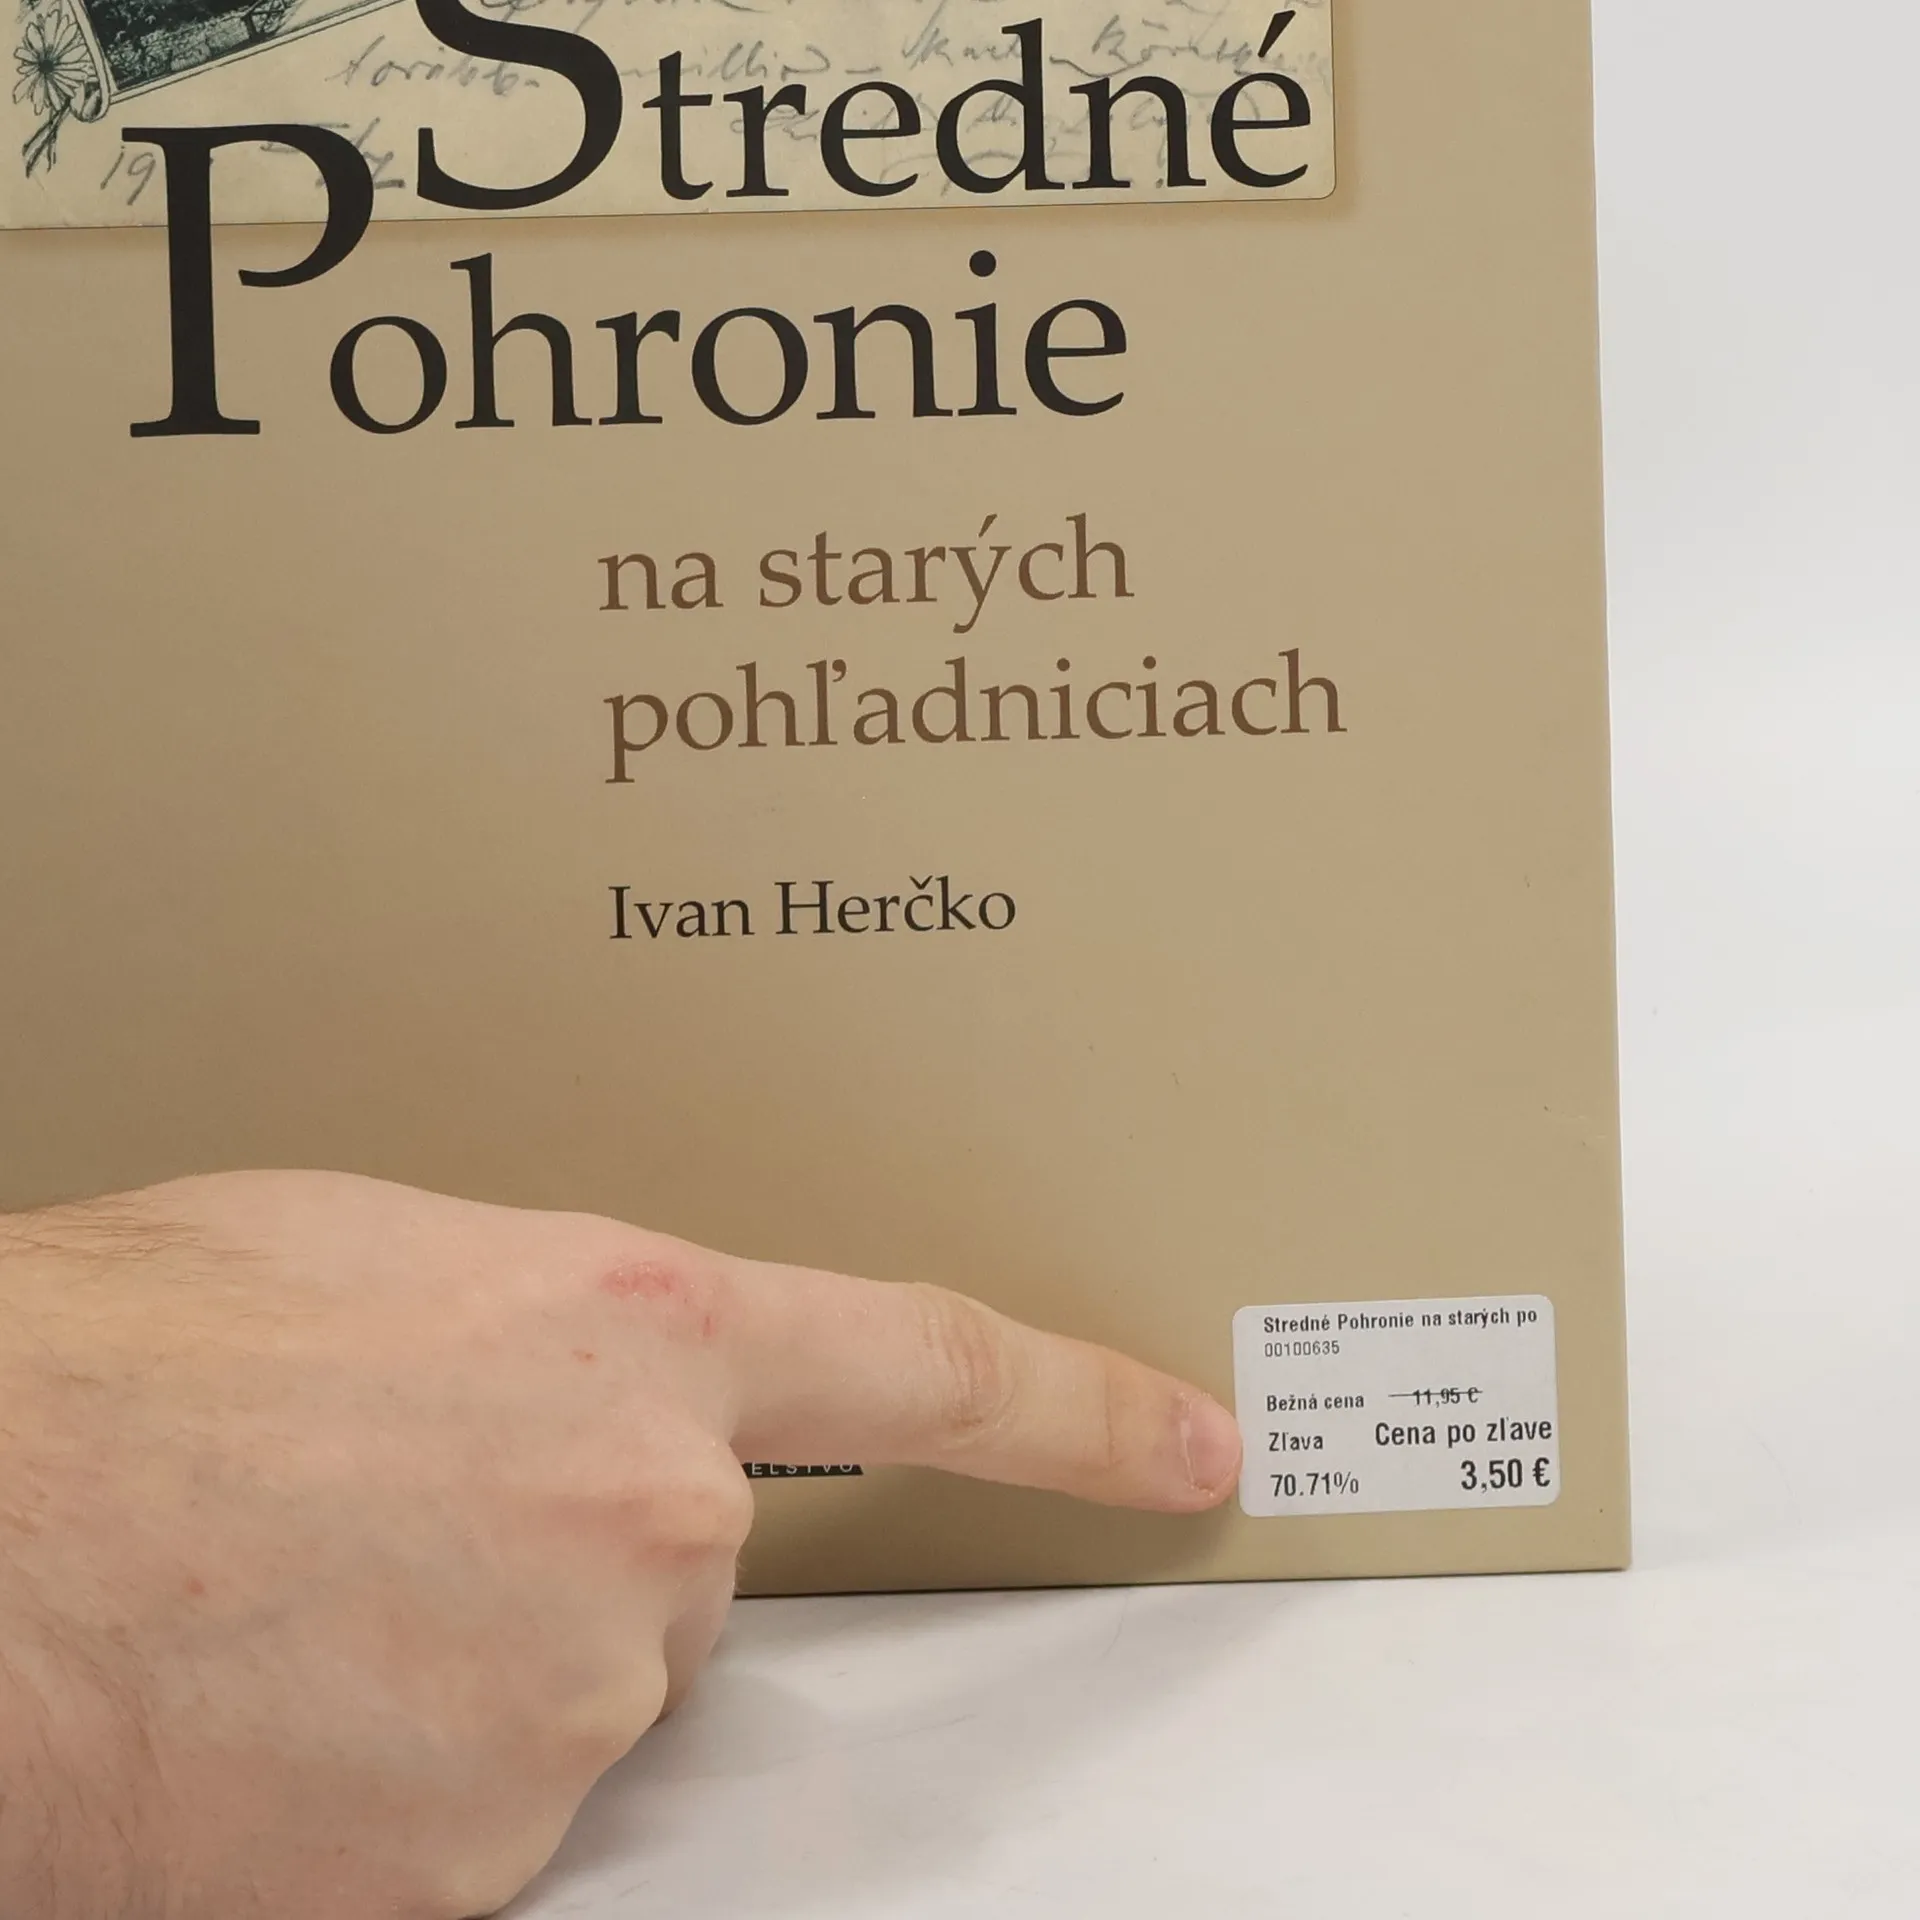 Stredné
Pohronie
na starých
pohľadniciach
Ivan Herčko
Stredné Pohronie na starých po
00100635
Bežná cena 11,95 €
Zľava Cena po zľave
70.71% 3,50 €